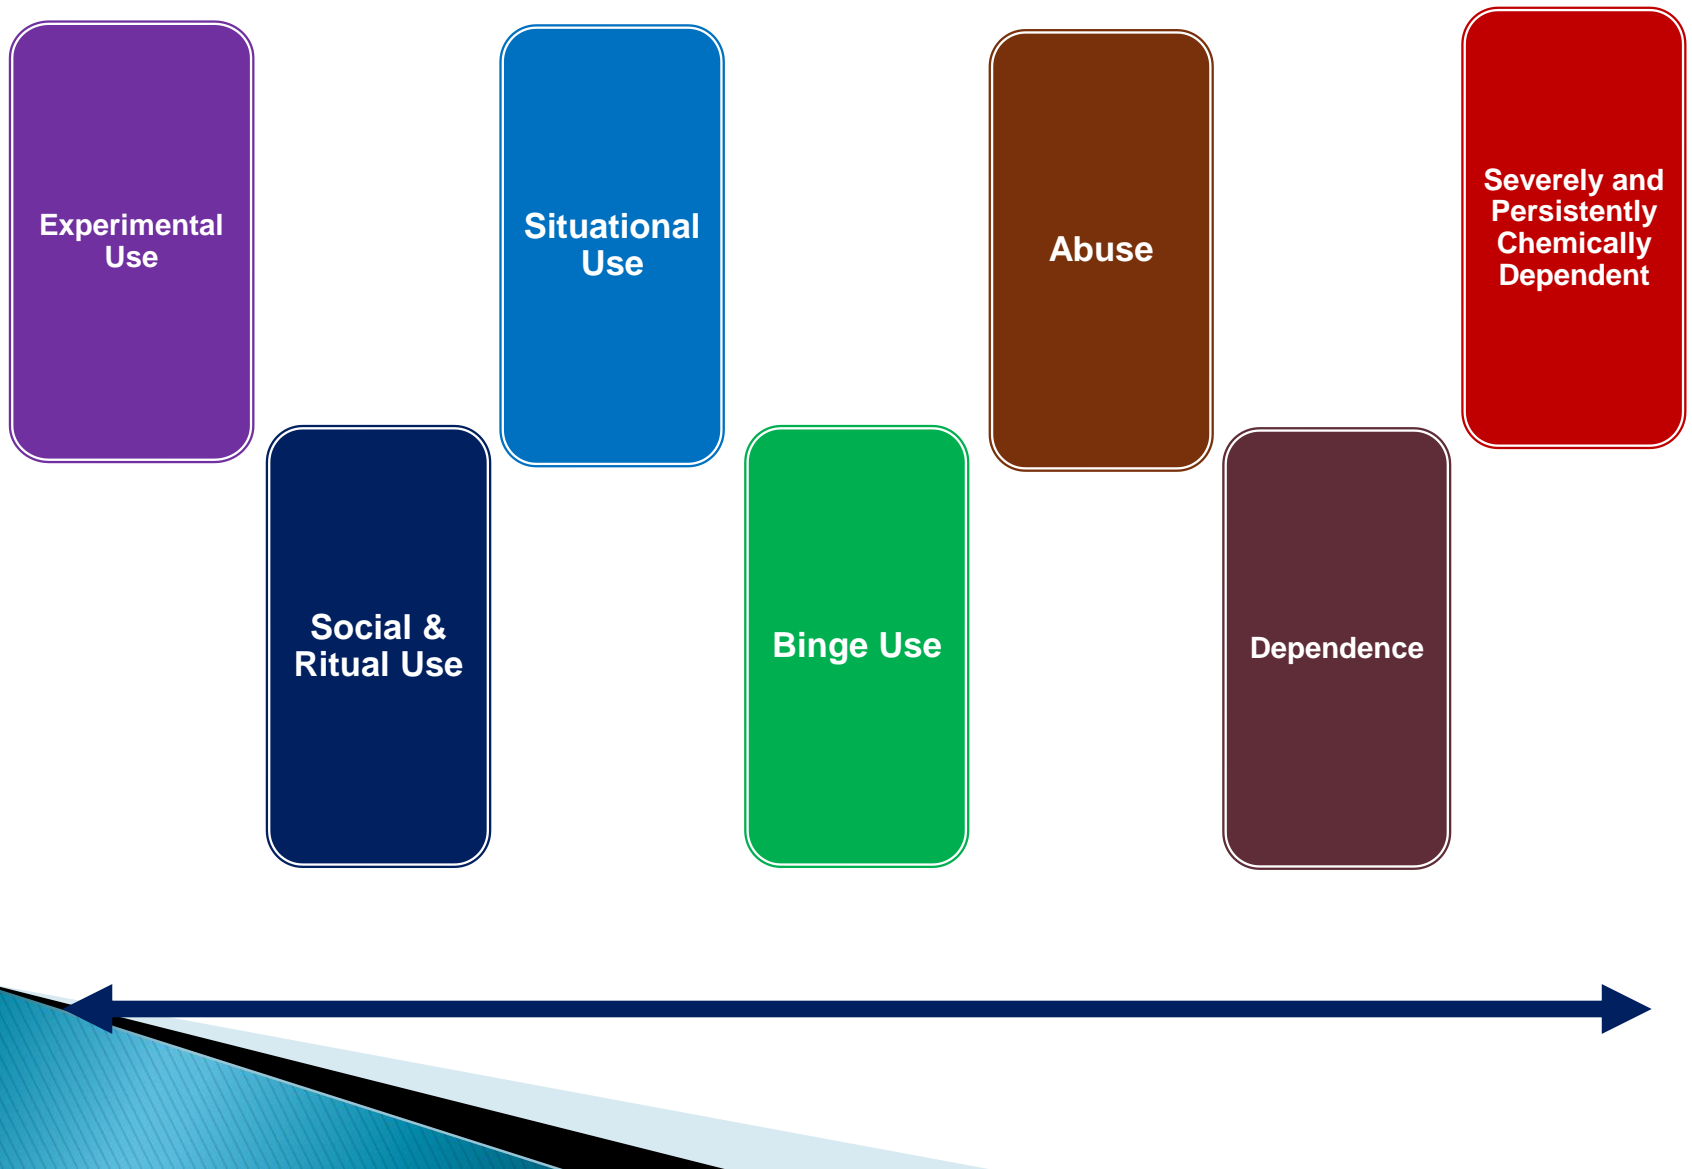 Experimental
Use
Social &
Ritual Use
Situational
Use
Binge Use
Abuse
Dependence
Severely and
Persistently
Chemically
Dependent